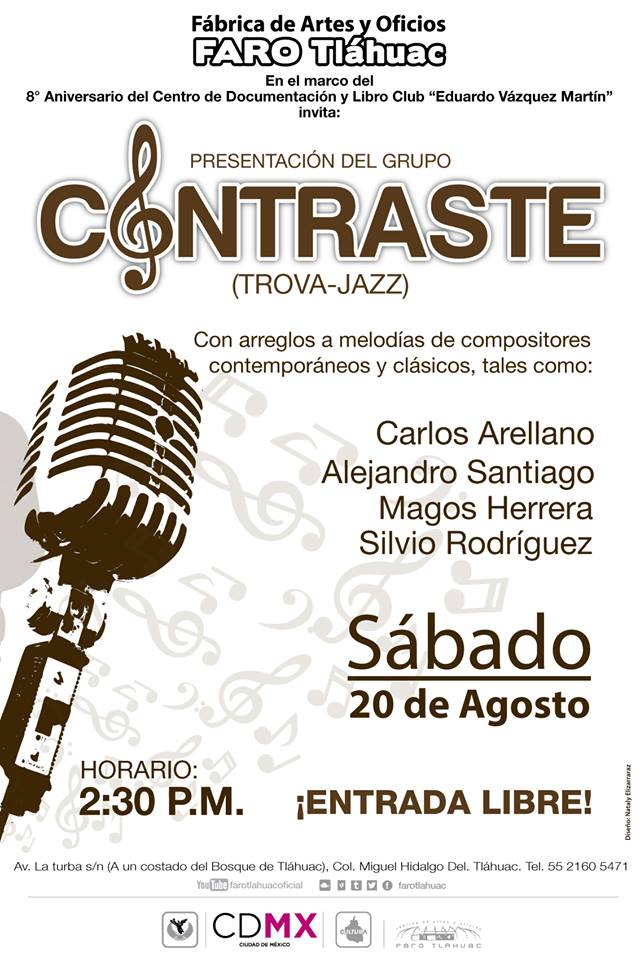 Fábrica de Artes y Oficios
FARO Tláhuac
En el marco del
8° Aniversario del Centro de Documentación y Libro Club “Eduardo Vázquez Martín”
invita:
PRESENTACIÓN DEL GRUPO
CONTRASTE
(TROVA-JAZZ)
Con arreglos a melodías de compositores
contemporáneos y clásicos, tales como:
Carlos Arellano
Alejandro Santiago
Magos Herrera
Silvio Rodríguez
Sábado
20 de Agosto
HORARIO:
2:30 P.M.
¡ENTRADA LIBRE!
Diseño: Nataly Elizarraraz
Av. La turba s/n (A un costado del Bosque de Tláhuac), Col. Miguel Hidalgo Del. Tláhuac. Tel. 55 2160 5471
YouTube farotlahuacoficial farotlahuac
CDMX
CIUDAD DE MÉXICO
CULTURA
fábrica de artes y oficios
FARO TLÁHUAC